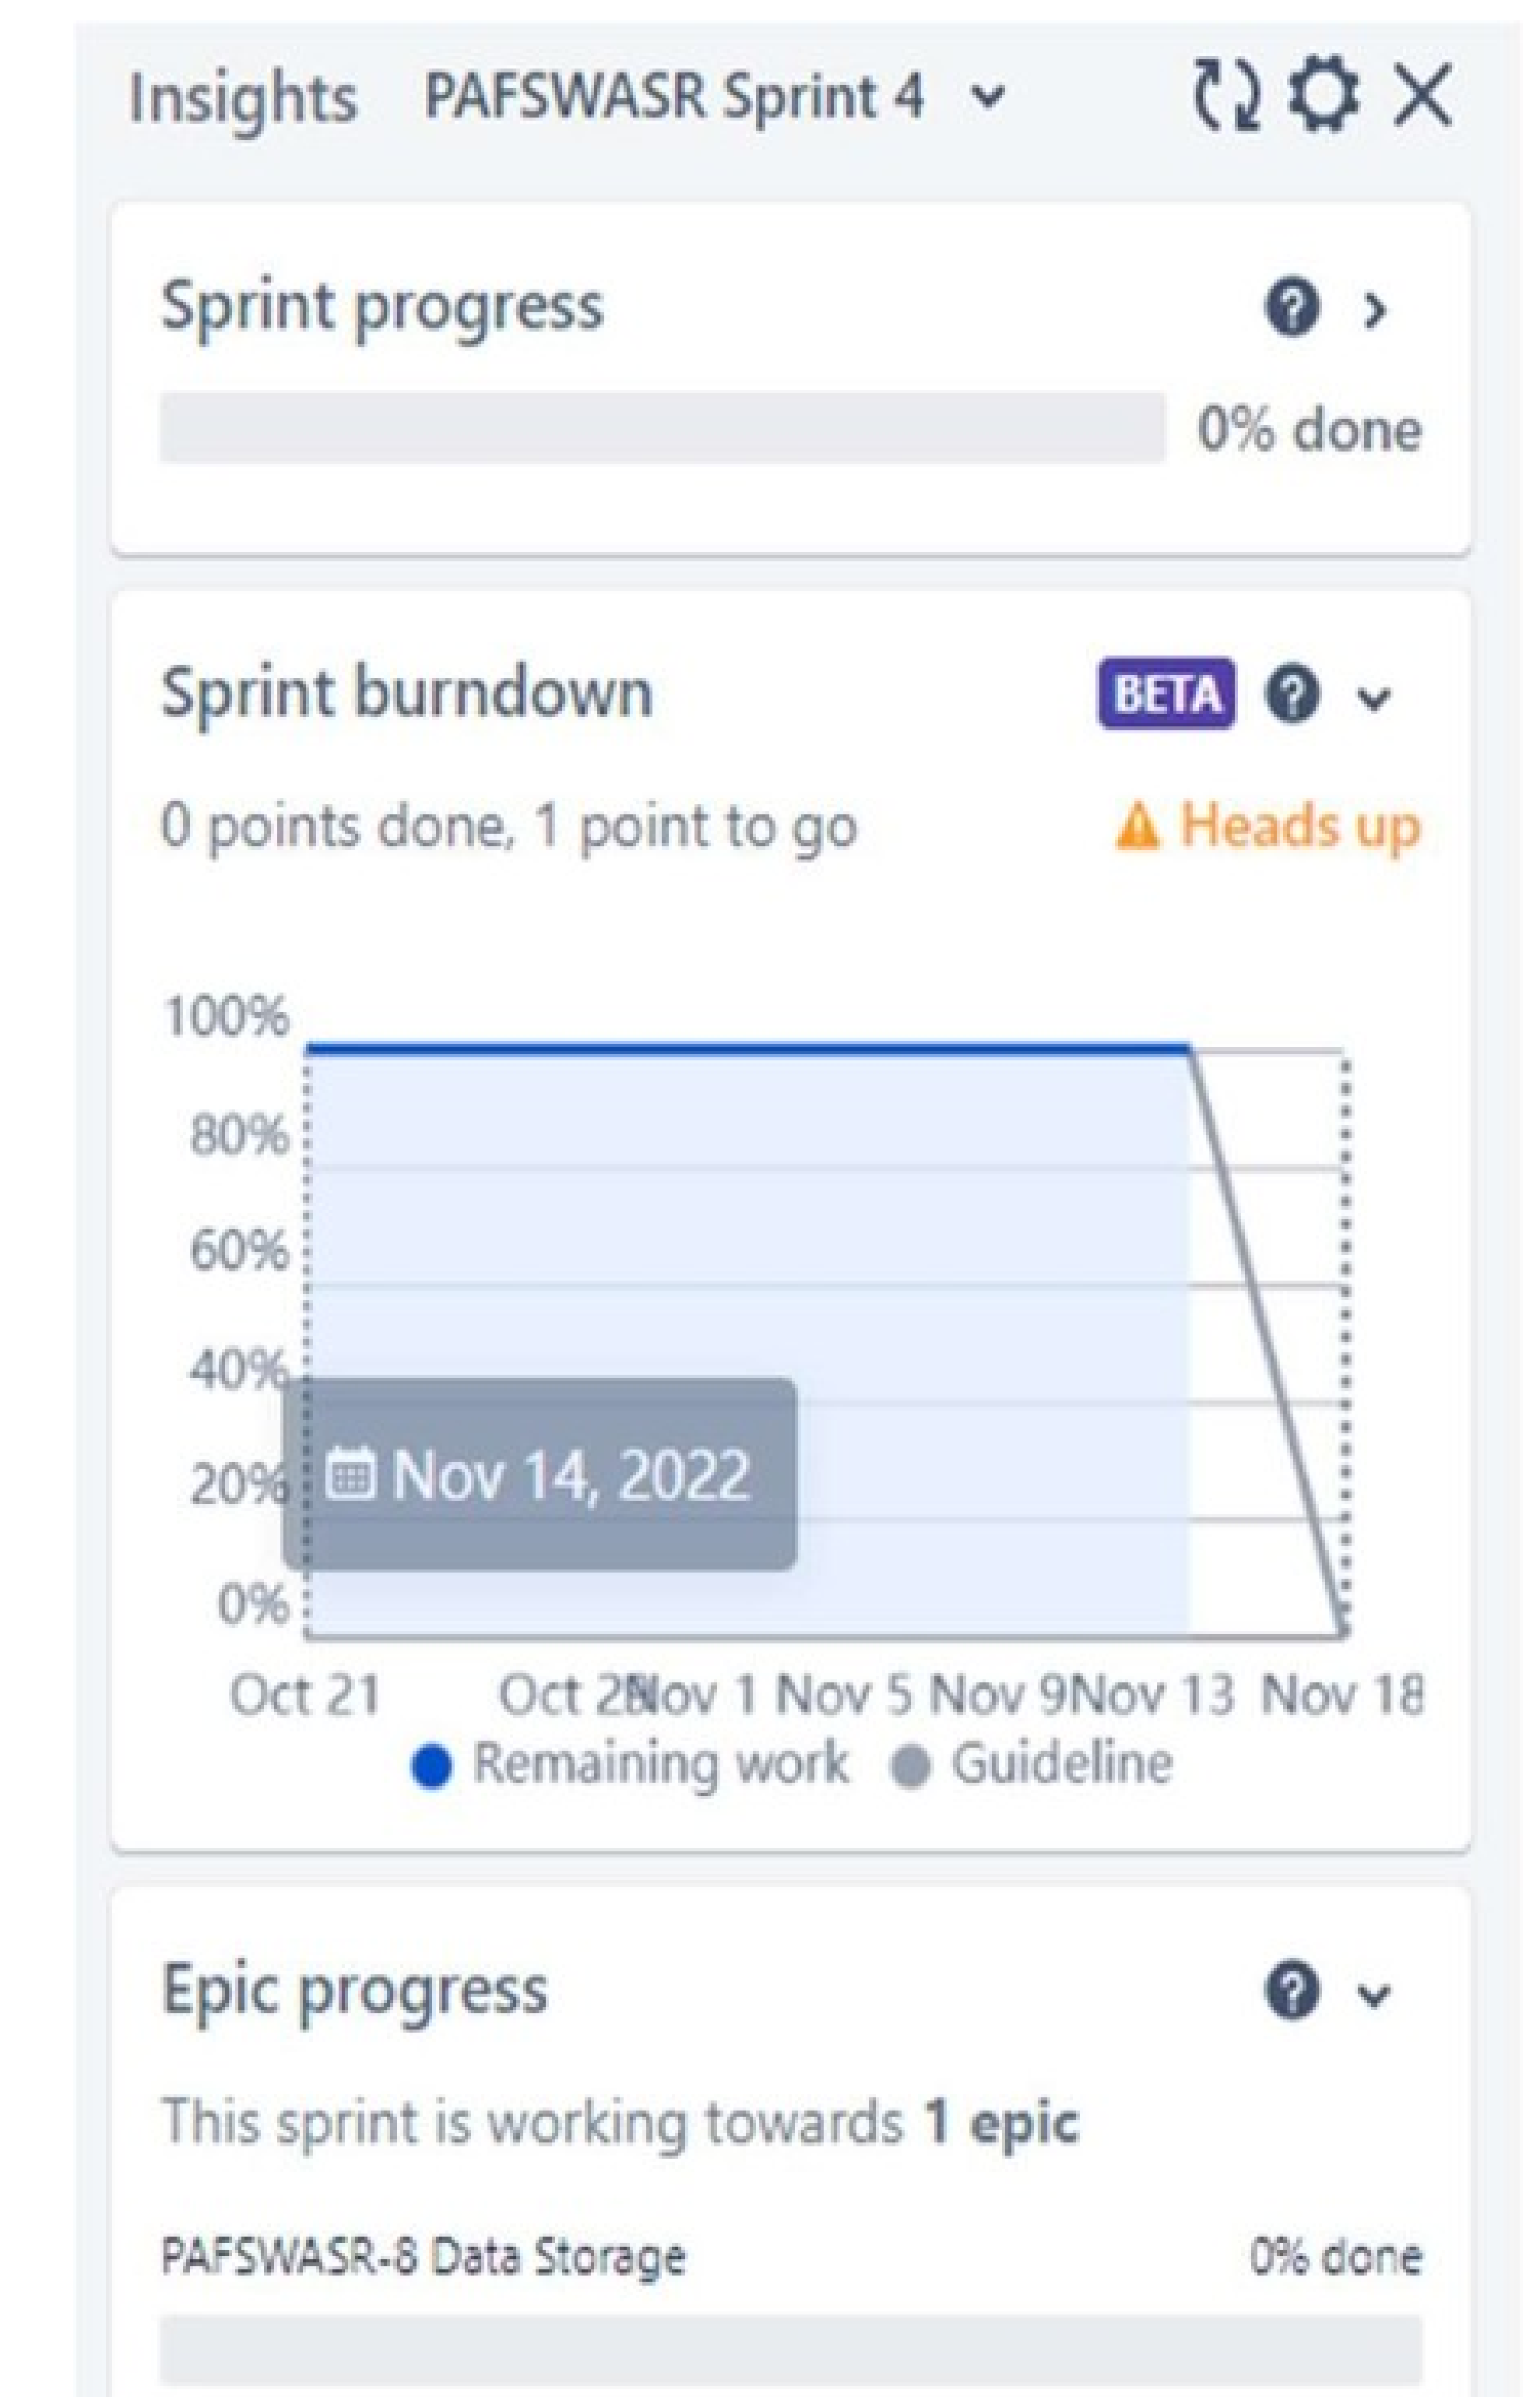 Insights PAFSWASR Sprint 4
Sprint progress
0% done
Sprint burndown BETA
0 points done, 1 point to go Heads up
100%
80%
60%
40%
20%
0%
Nov 14, 2022
Oct 21 Oct 28 Nov 1 Nov 5 Nov 9 Nov 13 Nov 18
Remaining work Guideline
Epic progress
This sprint is working towards 1 epic
PAFSWASR-8 Data Storage 0% done